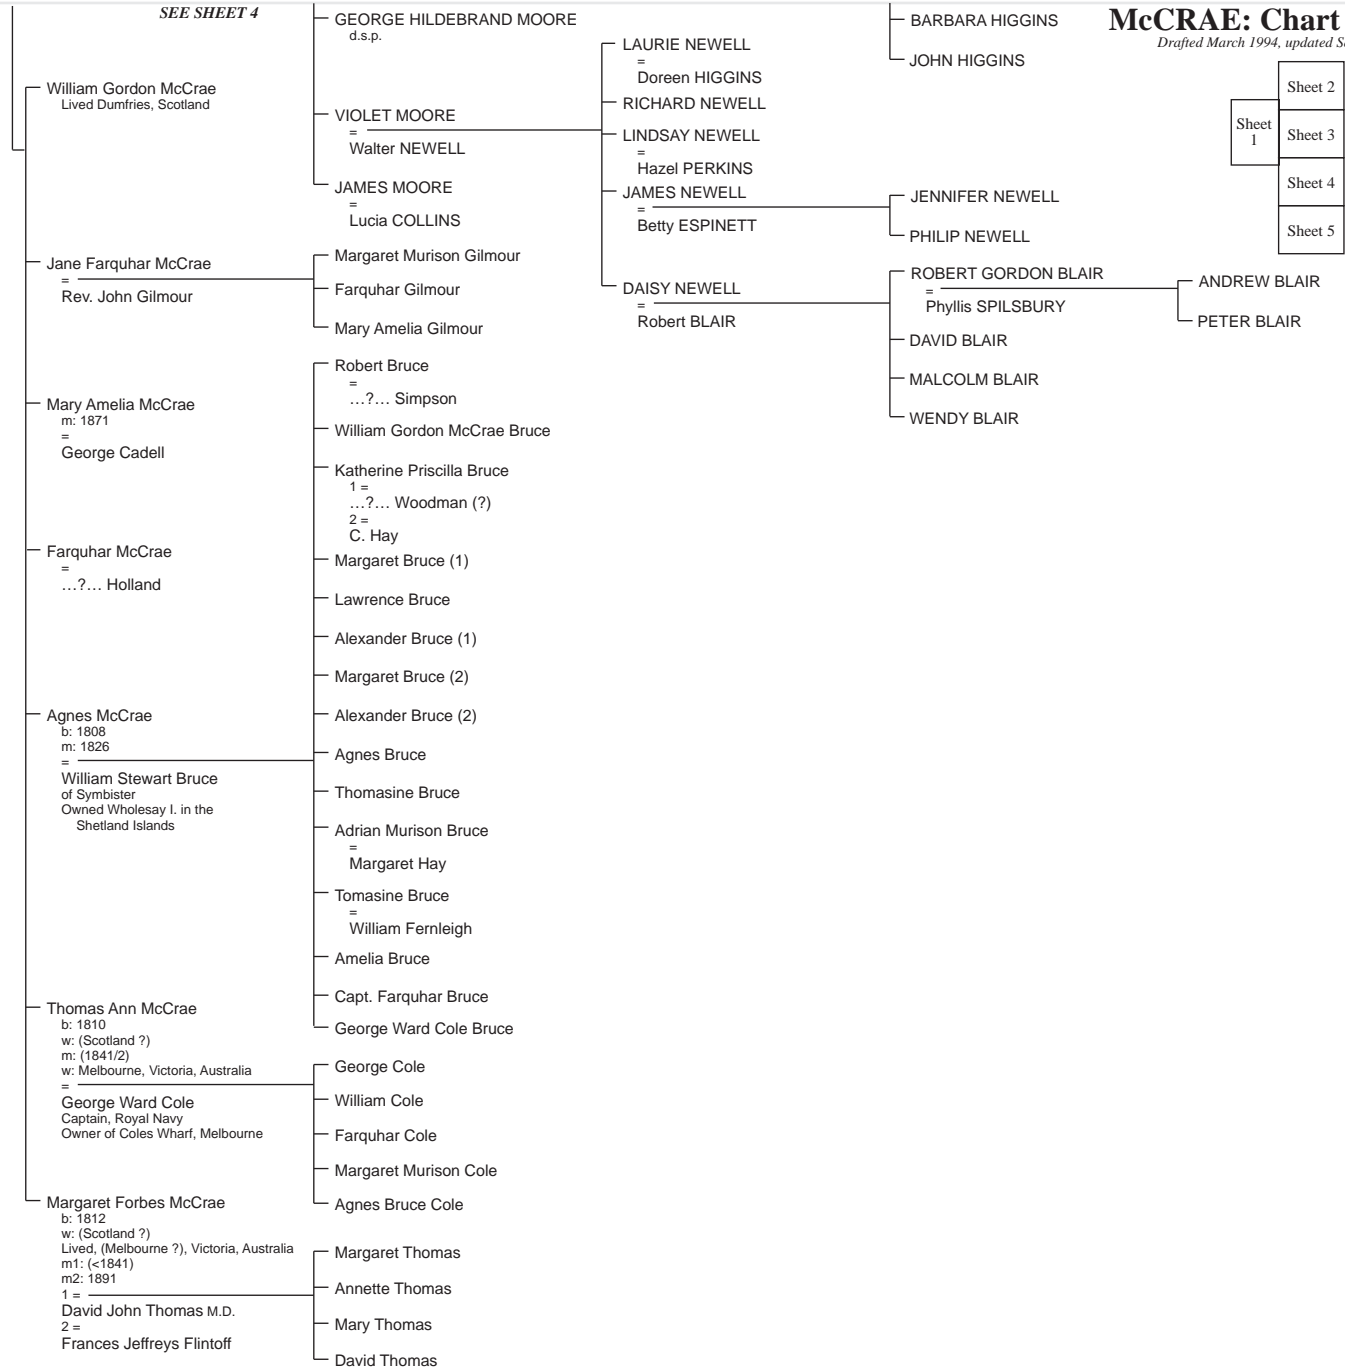 SEE SHEET 4
McCRAE: Chart
Drafted March 1994, updated S
Sheet 1
Sheet 2
Sheet 3
Sheet 4
Sheet 5
William Gordon McCrae
Lived Dumfries, Scotland
Jane Farquhar McCrae
=
Rev. John Gilmour
Mary Amelia McCrae
m: 1871
=
George Cadell
Farquhar McCrae
=
…?… Holland
Agnes McCrae
b: 1808
m: 1826
=
William Stewart Bruce
of Symbister
Owned Wholesay I. in the
Shetland Islands
Thomas Ann McCrae
b: 1810
w: (Scotland ?)
m: (1841/2)
w: Melbourne, Victoria, Australia
=
George Ward Cole
Captain, Royal Navy
Owner of Coles Wharf, Melbourne
Margaret Forbes McCrae
b: 1812
w: (Scotland ?)
Lived, (Melbourne ?), Victoria, Australia
m1: (<1841)
m2: 1891
1 =
David John Thomas M.D.
2 =
Frances Jeffreys Flintoff
GEORGE HILDEBRAND MOORE
d.s.p.
VIOLET MOORE
=
Walter NEWELL
JAMES MOORE
=
Lucia COLLINS
Margaret Murison Gilmour
Farquhar Gilmour
Mary Amelia Gilmour
Robert Bruce
=
…?… Simpson
William Gordon McCrae Bruce
Katherine Priscilla Bruce
1 =
…?… Woodman (?)
2 =
C. Hay
Margaret Bruce (1)
Lawrence Bruce
Alexander Bruce (1)
Margaret Bruce (2)
Alexander Bruce (2)
Agnes Bruce
Thomasine Bruce
Adrian Murison Bruce
=
Margaret Hay
Tomasine Bruce
=
William Fernleigh
Amelia Bruce
Capt. Farquhar Bruce
George Ward Cole Bruce
George Cole
William Cole
Farquhar Cole
Margaret Murison Cole
Agnes Bruce Cole
Margaret Thomas
Annette Thomas
Mary Thomas
David Thomas
LAURIE NEWELL
=
Doreen HIGGINS
RICHARD NEWELL
LINDSAY NEWELL
=
Hazel PERKINS
JAMES NEWELL
=
Betty ESPINETT
DAISY NEWELL
=
Robert BLAIR
BARBARA HIGGINS
JOHN HIGGINS
JENNIFER NEWELL
PHILIP NEWELL
ROBERT GORDON BLAIR
=
Phyllis SPILSBURY
DAVID BLAIR
MALCOLM BLAIR
WENDY BLAIR
ANDREW BLAIR
PETER BLAIR